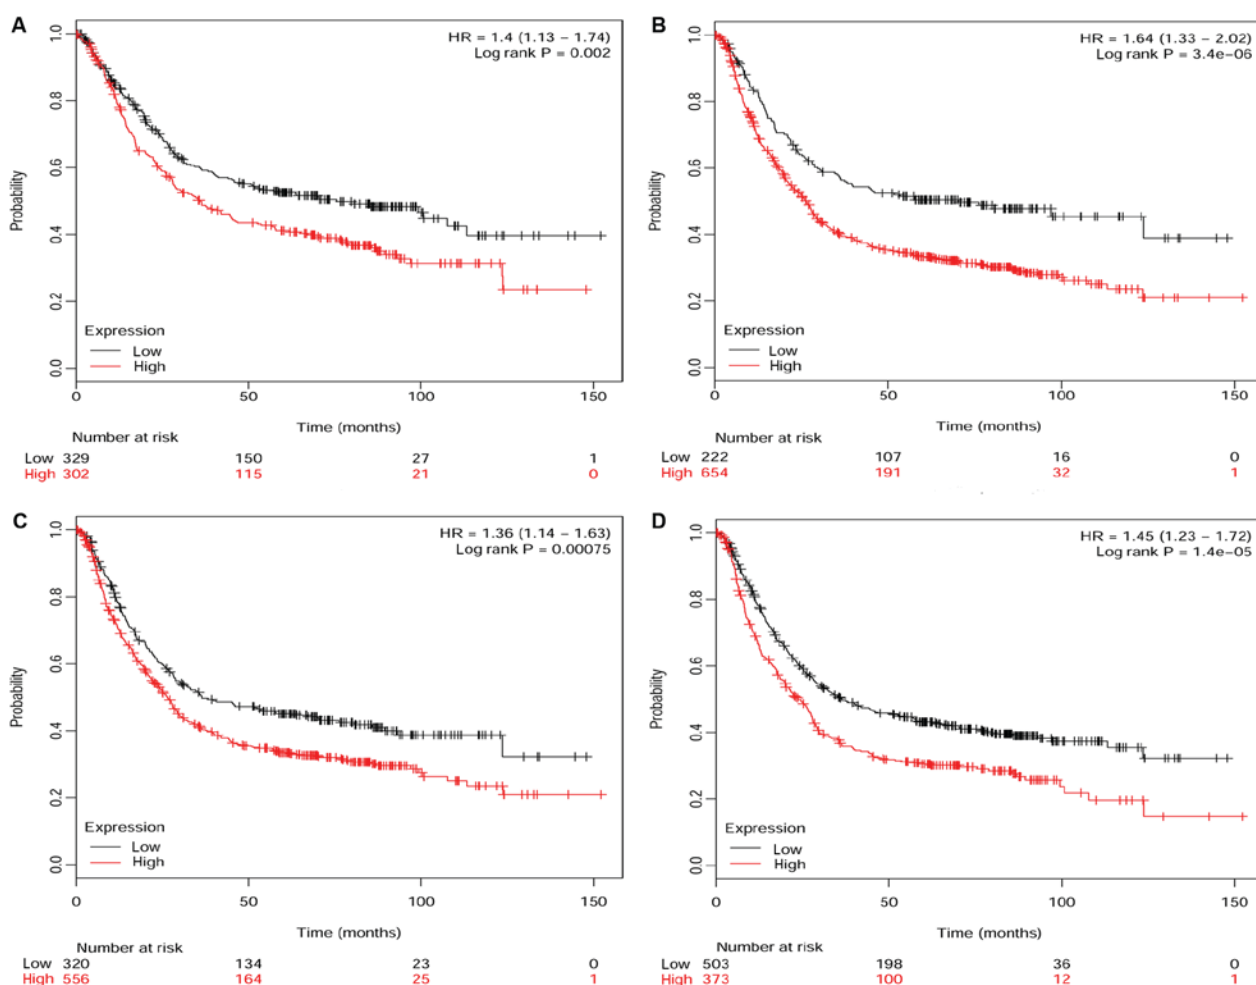 A
HR = 1.4 (1.13 – 1.74)
Log rank P = 0.002
Probability
1.0
0.8
0.6
0.4
0.2
0.0
Expression
Low
High
0 50 100 150
Time (months)
Number at risk
Low 329 150 27 1
High 302 115 21 0
B
HR = 1.64 (1.33 – 2.02)
Log rank P = 3.4e−06
Probability
1.0
0.8
0.6
0.4
0.2
0.0
Expression
Low
High
0 50 100 150
Time (months)
Number at risk
Low 222 107 16 0
High 654 191 32 1
C
HR = 1.36 (1.14 – 1.63)
Log rank P = 0.00075
Probability
1.0
0.8
0.6
0.4
0.2
0.0
Expression
Low
High
0 50 100 150
Time (months)
Number at risk
Low 320 134 23 0
High 556 164 25 1
D
HR = 1.45 (1.23 – 1.72)
Log rank P = 1.4e−05
Probability
1.0
0.8
0.6
0.4
0.2
0.0
Expression
Low
High
0 50 100 150
Time (months)
Number at risk
Low 503 198 36 0
High 373 100 12 1